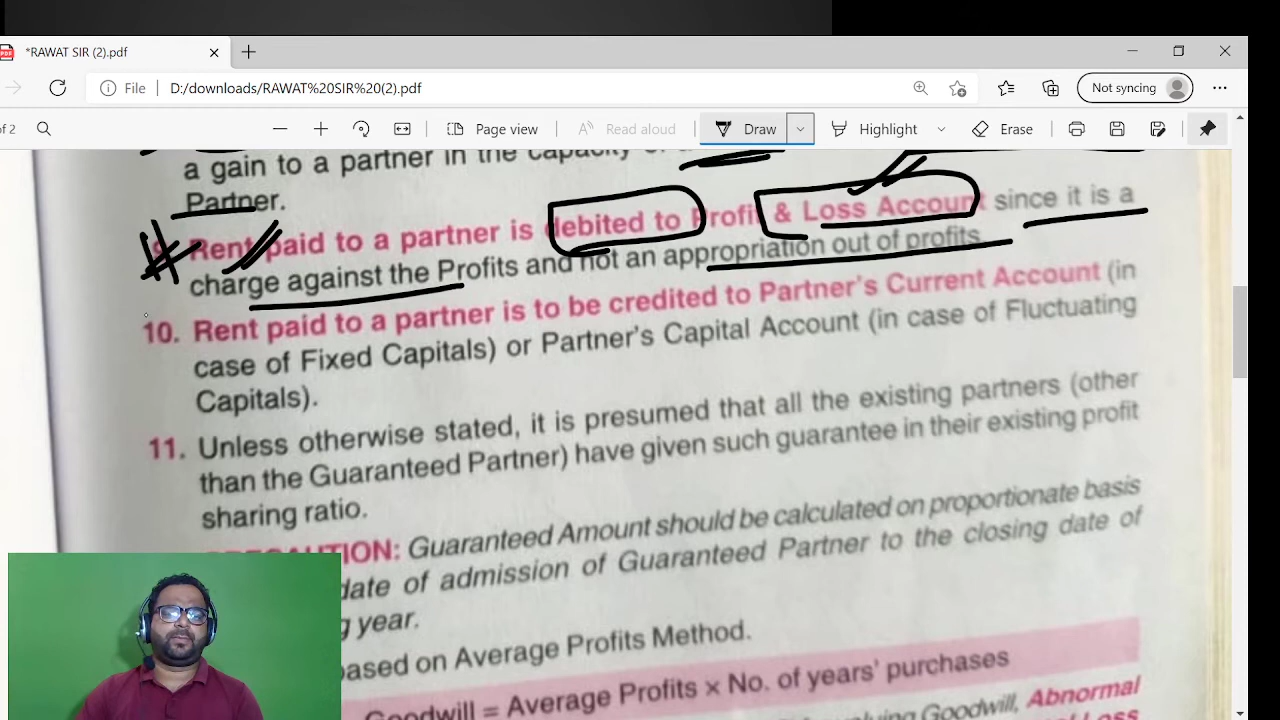 *RAWAT SIR (2).pdf
File
D:/downloads/RAWAT%20SIR%20(2).pdf
Not syncing
of 2
Page view
Read aloud
Draw
Highlight
Erase
a gain to a partner in the capacity
Partner.
Rent paid to a partner is debited to Profit & Loss Account since it is a
charge against the Profits and not an appropriation out of profits
10. Rent paid to a partner is to be credited to Partner's Current Account (in
case of Fixed Capitals) or Partner's Capital Account (in case of Fluctuating
Capitals).
11. Unless otherwise stated, it is presumed that all the existing partners (other
than the Guaranteed Partner) have given such guarantee in their existing profit
sharing ratio.
: Guaranteed Amount should be calculated on proportionate basis
date of admission of Guaranteed Partner to the closing date of
year.
based on Average Profits Method.
Goodwill = Average Profits × No. of years' purchases
Goodwill, Abnormal
Loss